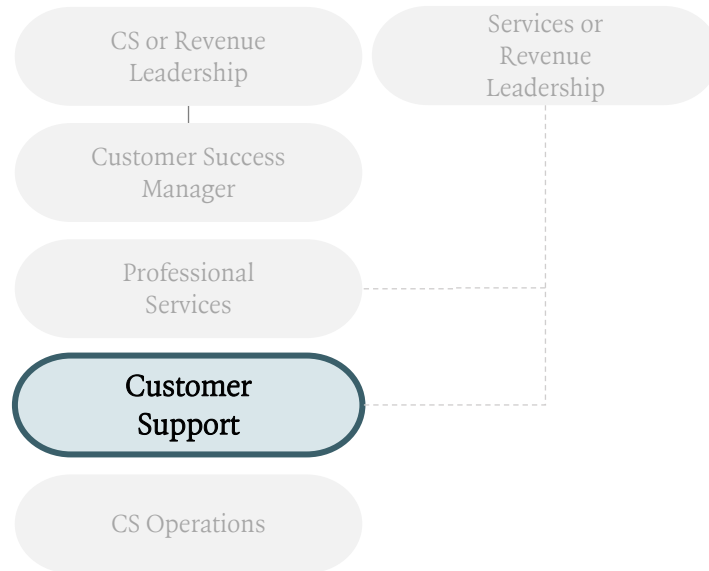 CS or Revenue
Leadership
Services or
Revenue
Leadership
Customer Success
Manager
Professional
Services
Customer
Support
CS Operations